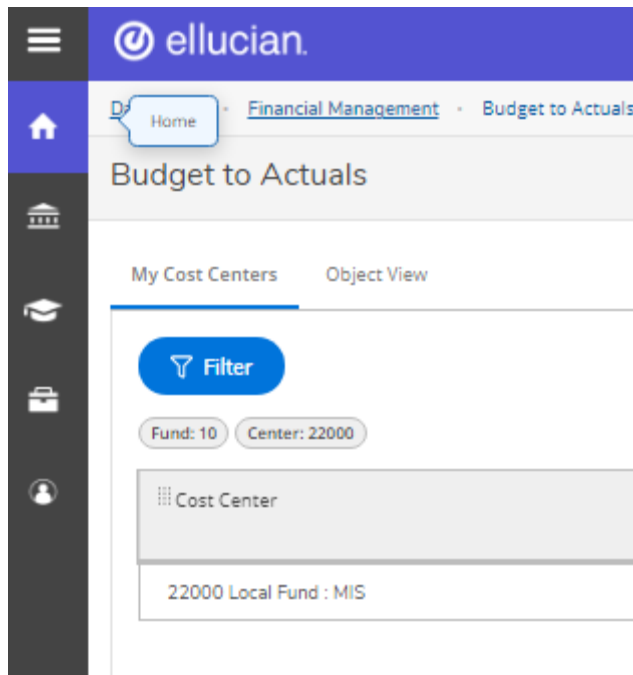 ellucian.
Home · Financial Management · Budget to Actuals
Budget to Actuals
My Cost Centers Object View
Filter
Fund: 10 Center: 22000
Cost Center
22000 Local Fund : MIS